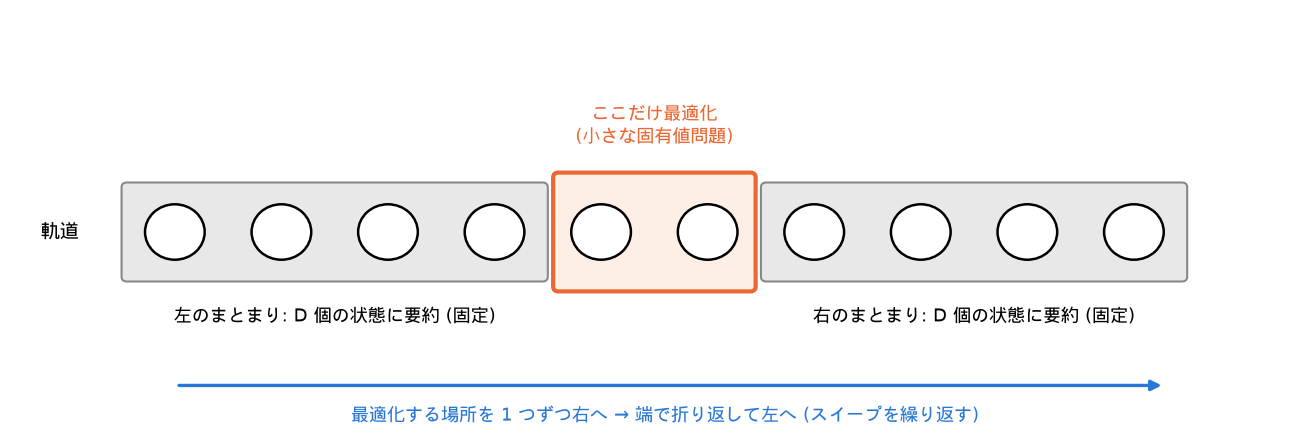 ここだけ最適化
(小さな固有値問題)
軌道
左のまとまり: D 個の状態に要約 (固定)
右のまとまり: D 個の状態に要約 (固定)
最適化する場所を 1 つずつ右へ → 端で折り返して左へ (スイープを繰り返す)